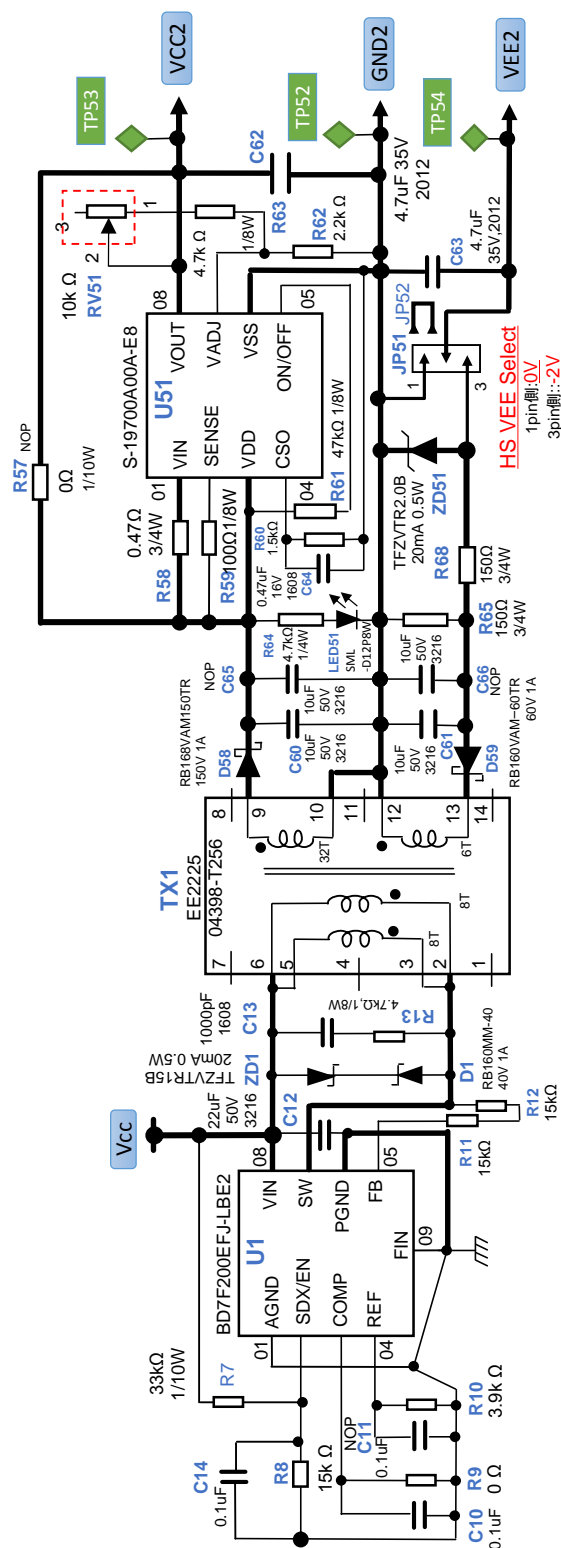 TP53
VCC2
TP52
GND2
TP54
VEE2
R57 NOP
0Ω
1/10W
3
RV51
10k Ω
2
1
4.7k Ω
R63
1/8W
C62
4.7uF 35V
2012
R62
2.2k Ω
C63
4.7uF
35V,2012
S-19700A00A-E8
U51
VIN
SENSE
VDD
CSO
VOUT
VADJ
VSS
ON/OFF
01
04
08
05
0.47Ω
3/4W
R58
R59
100Ω1/8W
R61
47kΩ 1/8W
R60
1.5kΩ
C64
0.47uF
16V
1608
JP51
JP52
1
3
HS VEE Select
1pin側:0V
3pin側::-2V
ZD51
TFZVTR2.0B
20mA 0.5W
R68
150Ω
3/4W
R65
150Ω
3/4W
R64
4.7kΩ
1/4W
LED51
SML
-D12P8W
C65
NOP
10uF
50V
3216
C60
10uF
50V
3216
10uF
50V
3216
C66
NOP
10uF
50V
3216
C61
D58
RB168VAM150TR
150V 1A
D59
RB160VAM−60TR
60V 1A
TX1
EE2225
04398-T256
8
9
10
11
12
13
14
32T
6T
7
6
5
4
3
2
1
8T
8T
1000pF
1608
C13
4.7kΩ,1/8W
R13
TFZVTR15B
20mA 0.5W
ZD1
D1
RB160MM-40
40V 1A
22uF
50V
3216
C12
R12
15kΩ
R11
15kΩ
Vcc
BD7F200EFJ-LBE2
U1
AGND
SDX/EN
COMP
REF
VIN
SW
PGND
FB
FIN
01
04
08
05
09
33kΩ
1/10W
R7
C14
0.1uF
R8
15k Ω
NOP
C11
0.1uF
R10
3.9k Ω
R9
0 Ω
C10
0.1uF